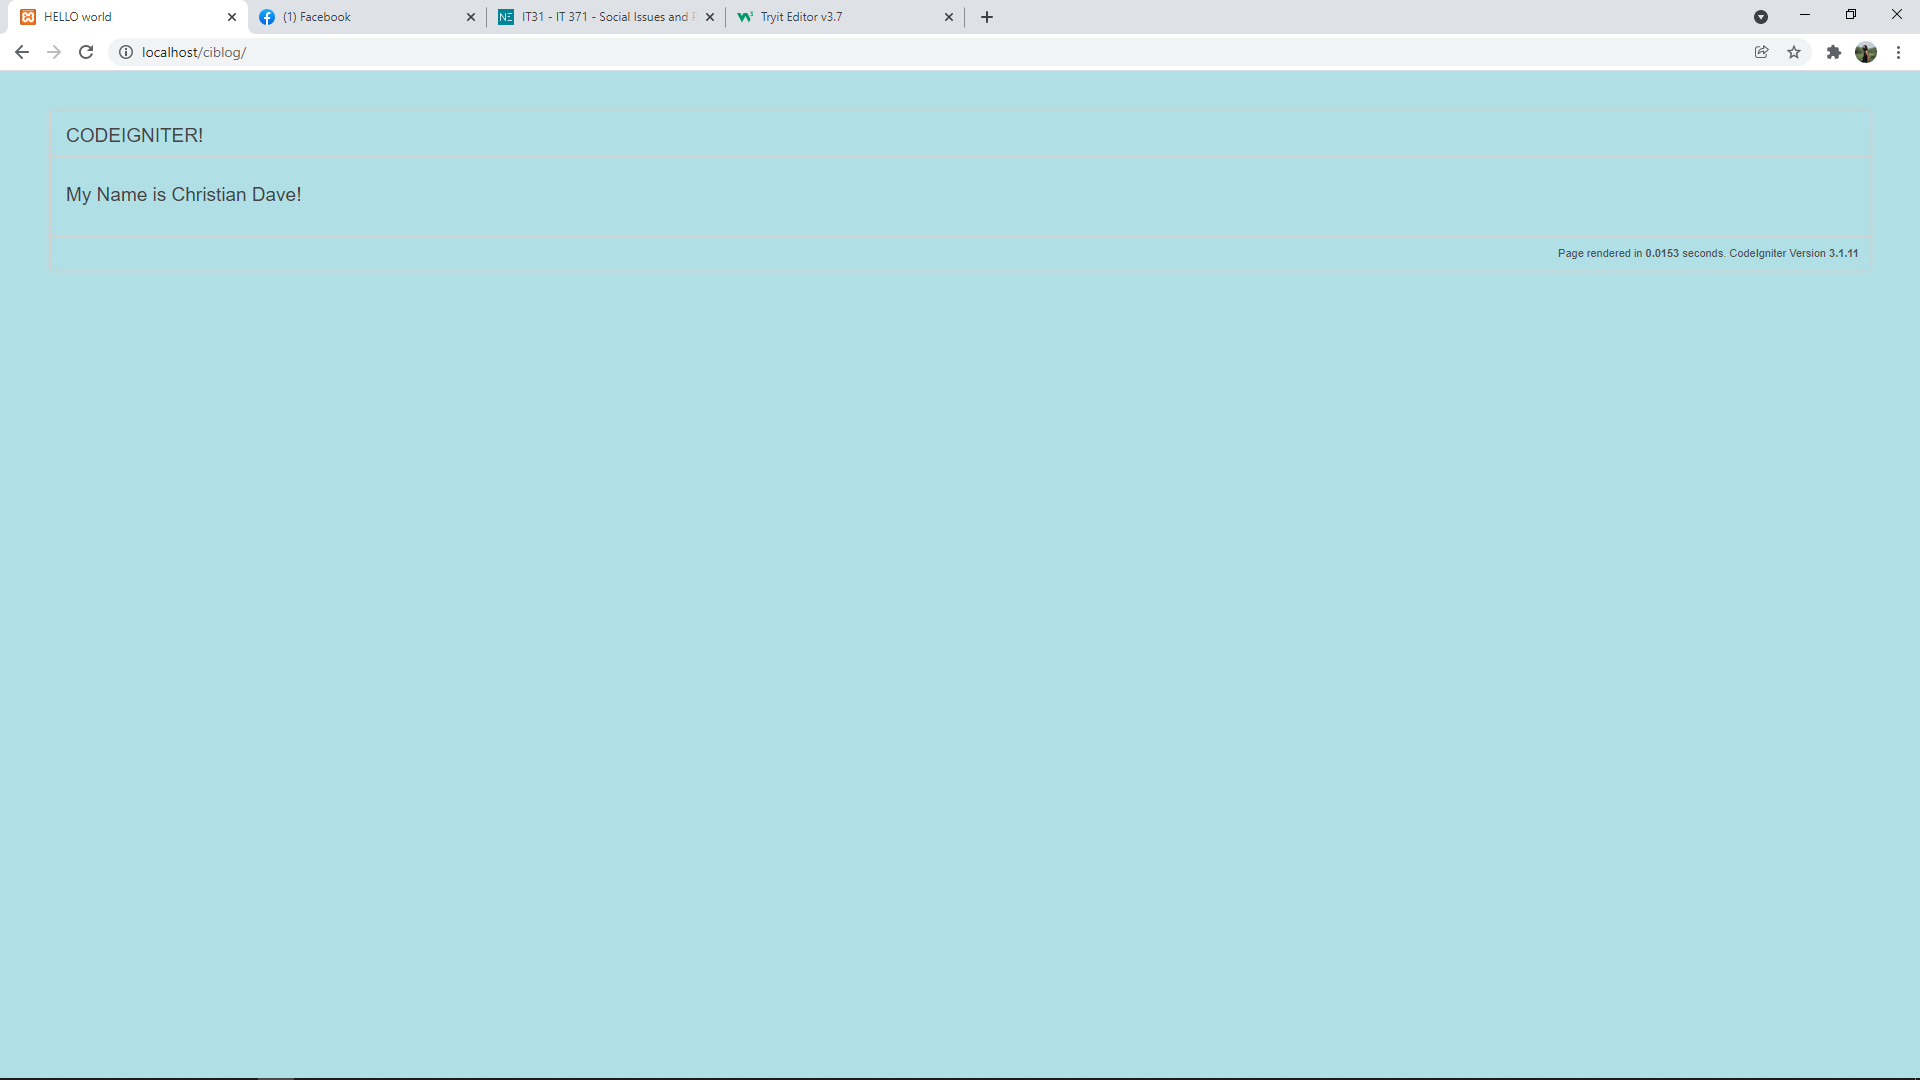 HELLO world
(1) Facebook
IT31 - IT 371 - Social Issues and
Tryit Editor v3.7
localhost/ciblog/
CODEIGNITER!
My Name is Christian Dave!
Page rendered in 0.0153 seconds. CodeIgniter Version 3.1.11